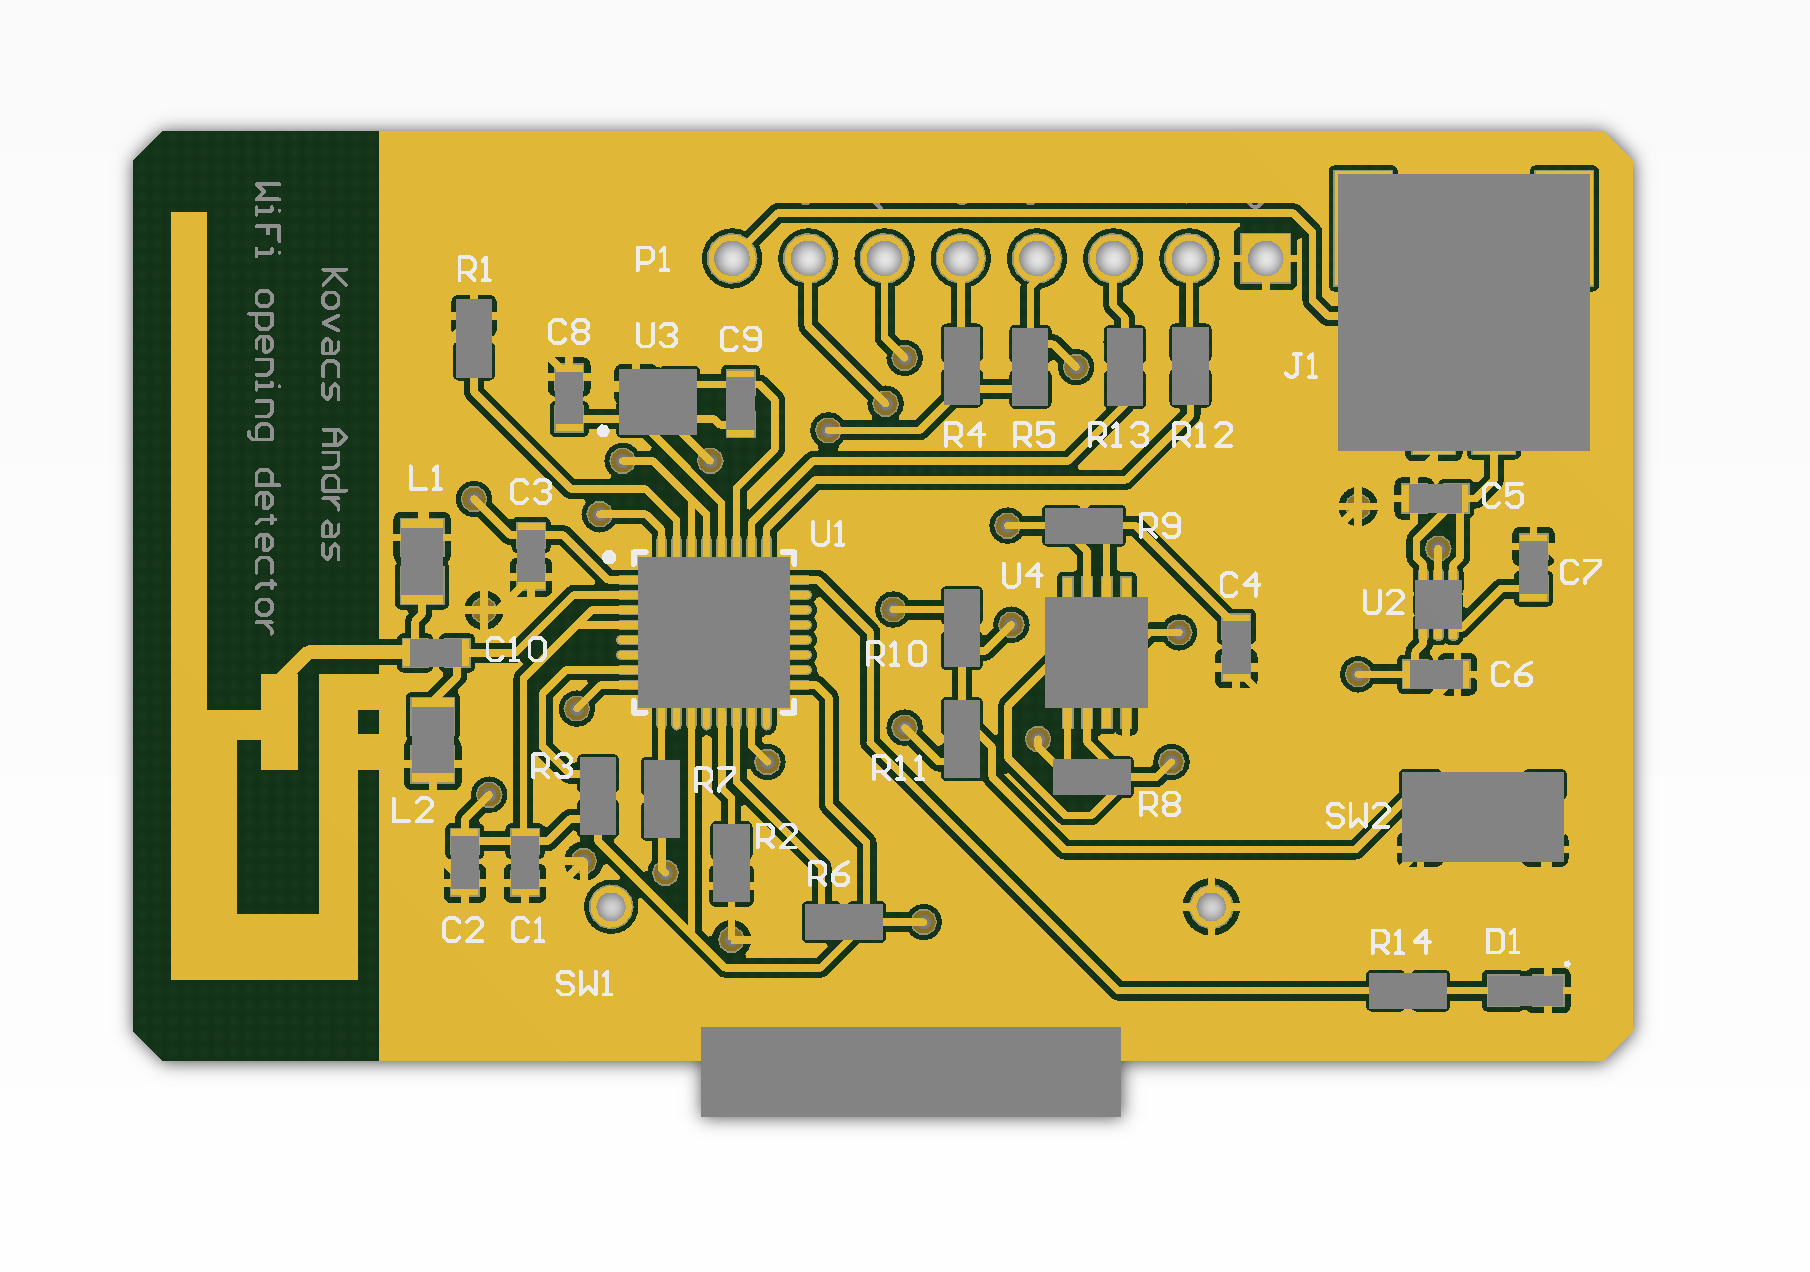 WiFi opening detector
Kovacs Andras
R1
P1
C8
U3
C9
J1
R4
R5
R13
R12
L1
C3
C5
U1
R9
U4
C4
C7
U2
C10
R10
C6
R3
R7
R11
L2
R8
SW2
R2
R6
C2
C1
R14
D1
SW1